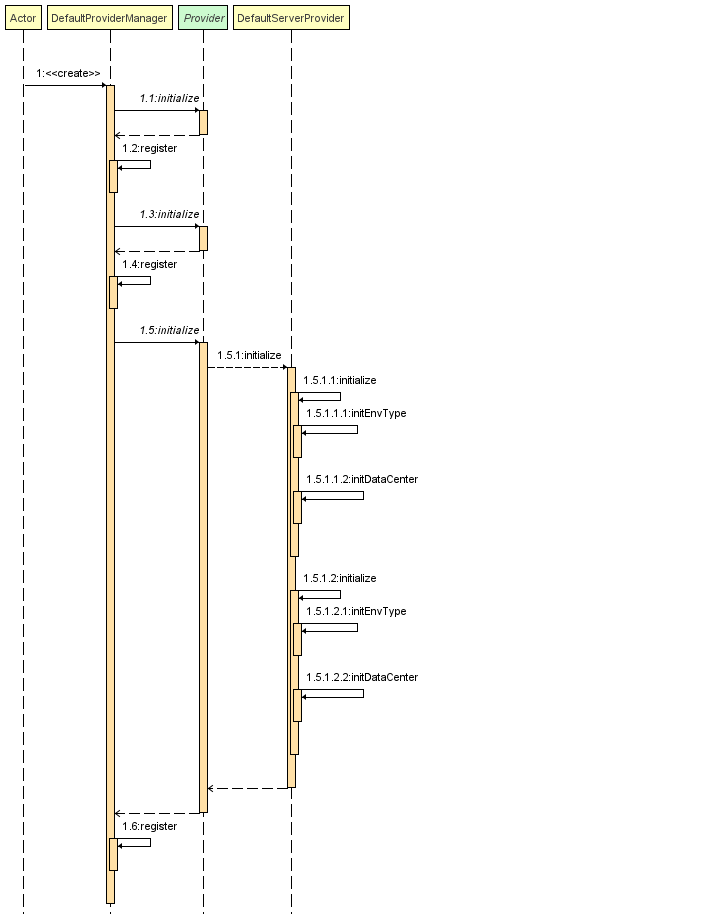 Actor
DefaultProviderManager
Provider
DefaultServerProvider
1:<<create>>
1.1:initialize
1.2:register
1.3:initialize
1.4:register
1.5:initialize
1.5.1:initialize
1.5.1.1:initialize
1.5.1.1.1:initEnvType
1.5.1.1.2:initDataCenter
1.5.1.2:initialize
1.5.1.2.1:initEnvType
1.5.1.2.2:initDataCenter
1.6:register